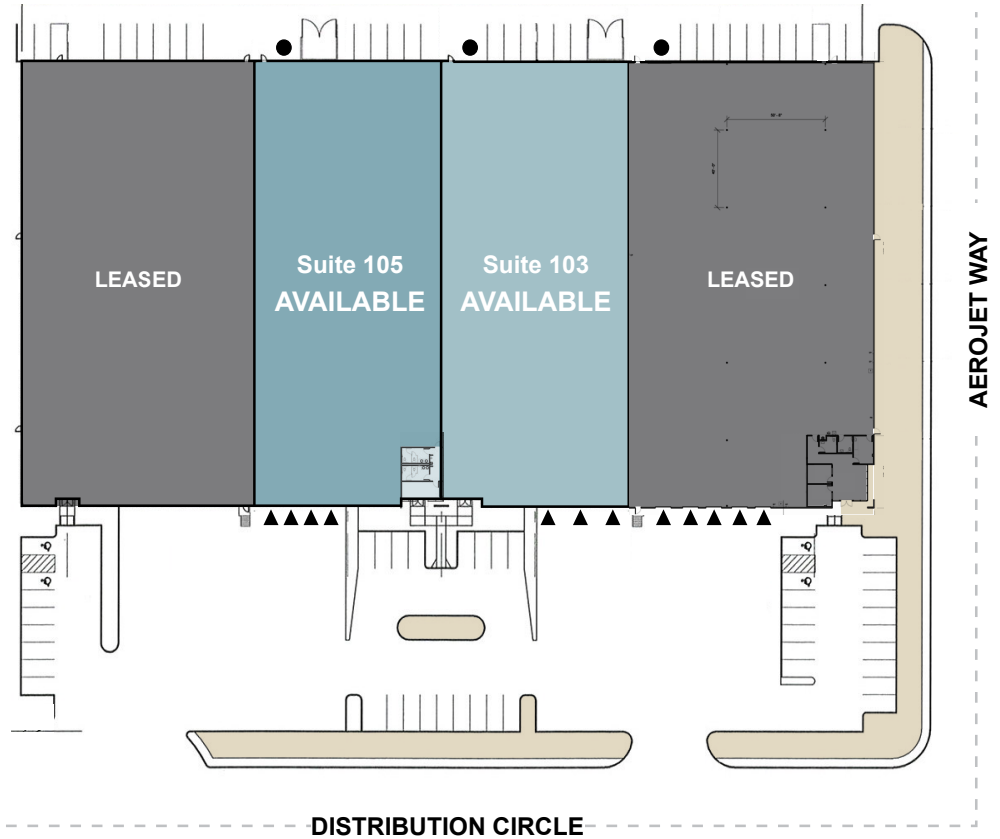 LEASED
Suite 105
AVAILABLE
Suite 103
AVAILABLE
LEASED
AEROJET WAY
DISTRIBUTION CIRCLE